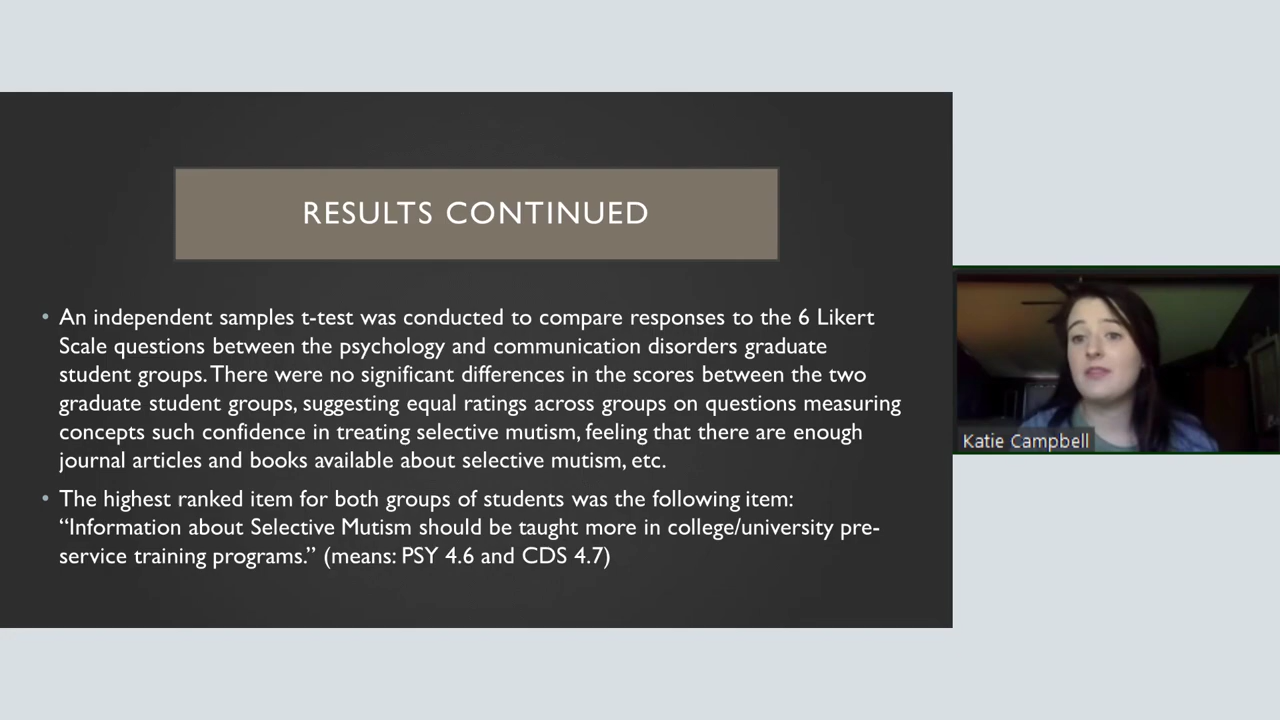 RESULTS CONTINUED
• An independent samples t-test was conducted to compare responses to the 6 Likert
Scale questions between the psychology and communication disorders graduate
student groups. There were no significant differences in the scores between the two
graduate student groups, suggesting equal ratings across groups on questions measuring
concepts such confidence in treating selective mutism, feeling that there are enough
journal articles and books available about selective mutism, etc.
• The highest ranked item for both groups of students was the following item:
“Information about Selective Mutism should be taught more in college/university pre-
service training programs.” (means: PSY 4.6 and CDS 4.7)
Katie Campbell